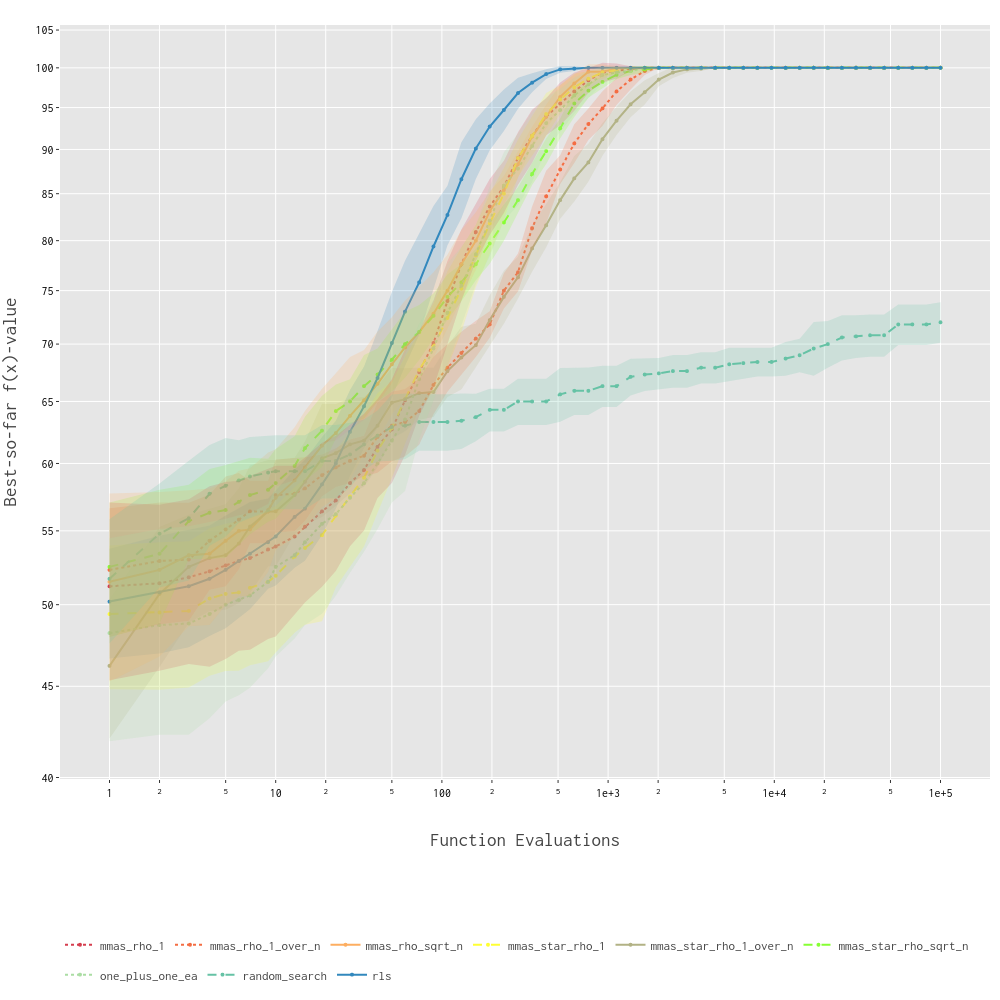 105
100
95
90
85
80
75
70
65
60
55
50
45
40
Best-so-far f(x)-value
1 2 5 10 2 5 100 2 5 1e+3 2 5 1e+4 2 5 1e+5
Function Evaluations
mmas_rho_1 mmas_rho_1_over_n mmas_rho_sqrt_n mmas_star_rho_1 mmas_star_rho_1_over_n mmas_star_rho_sqrt_n
one_plus_one_ea random_search rls